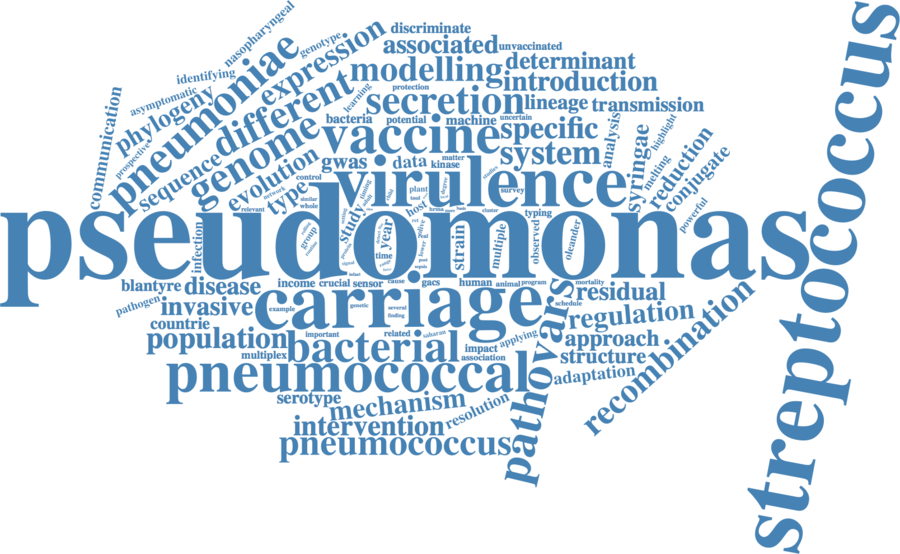 nasopharyngeal
discriminate
genotype
associated
unvaccinated
expression
pneumoniae
identifying
modelling
determinant
asymptomatic
phylogeny
different
learning
protection
introduction
communication
secretion
lineage
transmission
genome
bacteria
potential
machine
uncertain
vaccine
specific
analysis
highlight
prospective
sequence
evolution
gwas
data
matter
kinase
system
syringae
melting
reduction
conjugate
powerful
type
control
network
similar
whole
relevant
virulence
plant
survey
studies
host
study
year
time
strain
multiple
typing
cluster
observed
oleander
streptococcus
pseudomonas
infection
group
blantyre
disease
income
crucial
sensor
cause
gacs
human
animal
program
mortality
residual
pathogen
invasive
example
carriage
genetic
several
finding
schedule
regulation
countrie
population
important
related
subsaran
applying
pathovars
approach
recombination
multiplex
bacterial
impact
association
structure
pneumococcal
adaptation
serotype
mechanism
resolution
intervention
pneumococcus